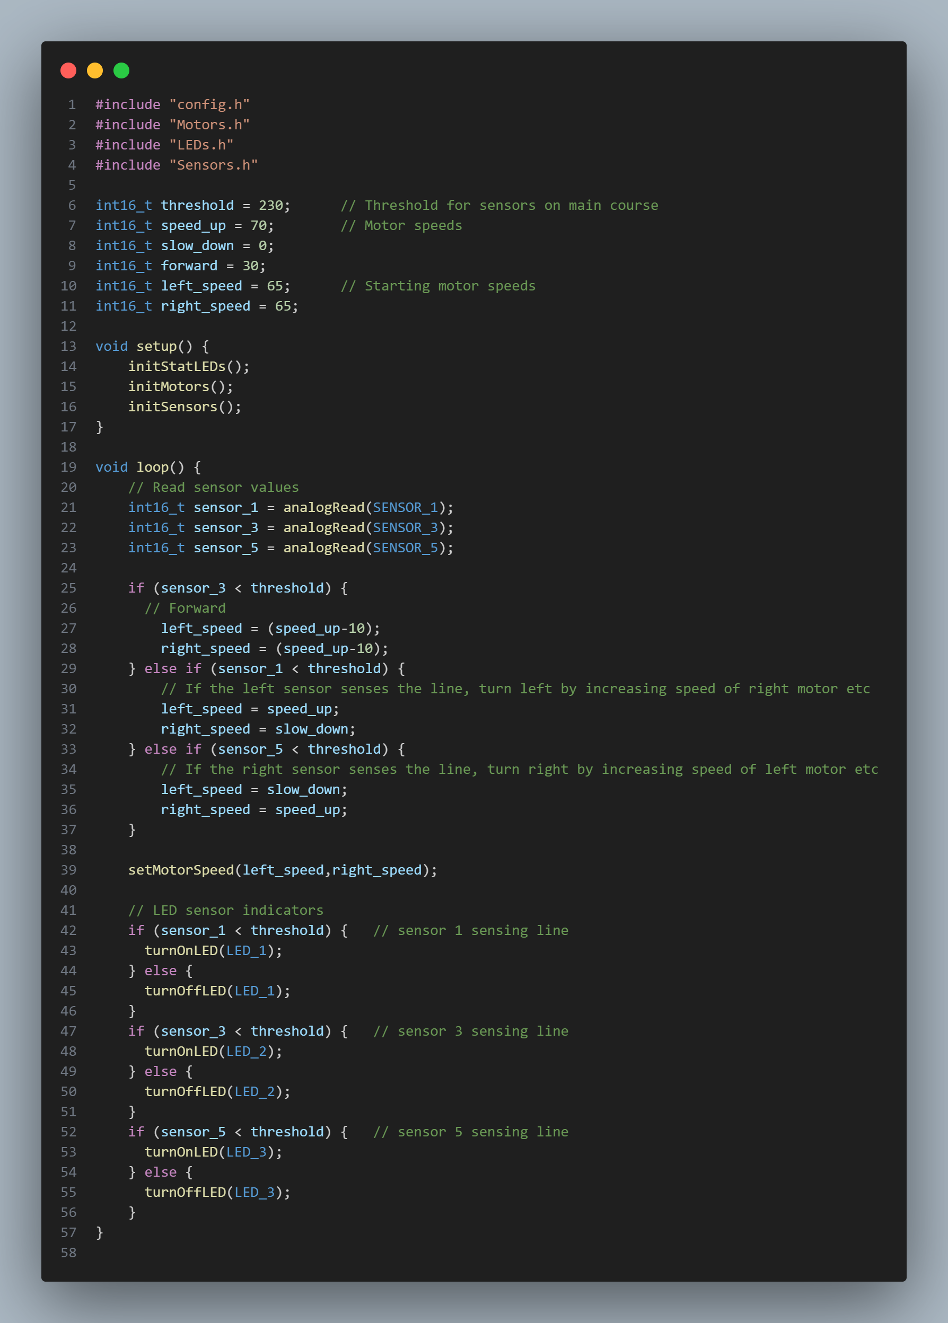 1 #include "config.h"
2 #include "Motors.h"
3 #include "LEDs.h"
4 #include "Sensors.h"
5
6 int16_t threshold = 230;      // Threshold for sensors on main course
7 int16_t speed_up = 70;        // Motor speeds
8 int16_t slow_down = 0;
9 int16_t forward = 30;
10 int16_t left_speed = 65;      // Starting motor speeds
11 int16_t right_speed = 65;
12
13 void setup() {
14     initStatLEDs();
15     initMotors();
16     initSensors();
17 }
18
19 void loop() {
20     // Read sensor values
21     int16_t sensor_1 = analogRead(SENSOR_1);
22     int16_t sensor_3 = analogRead(SENSOR_3);
23     int16_t sensor_5 = analogRead(SENSOR_5);
24
25     if (sensor_3 < threshold) {
26       // Forward
27         left_speed = (speed_up-10);
28         right_speed = (speed_up-10);
29     } else if (sensor_1 < threshold) {
30         // If the left sensor senses the line, turn left by increasing speed of right motor etc
31         left_speed = speed_up;
32         right_speed = slow_down;
33     } else if (sensor_5 < threshold) {
34         // If the right sensor senses the line, turn right by increasing speed of left motor etc
35         left_speed = slow_down;
36         right_speed = speed_up;
37     }
38
39     setMotorSpeed(left_speed,right_speed);
40
41     // LED sensor indicators
42     if (sensor_1 < threshold) {   // sensor 1 sensing line
43       turnOnLED(LED_1);
44     } else {
45       turnOffLED(LED_1);
46     }
47     if (sensor_3 < threshold) {   // sensor 3 sensing line
48       turnOnLED(LED_2);
49     } else {
50       turnOffLED(LED_2);
51     }
52     if (sensor_5 < threshold) {   // sensor 5 sensing line
53       turnOnLED(LED_3);
54     } else {
55       turnOffLED(LED_3);
56     }
57 }
58